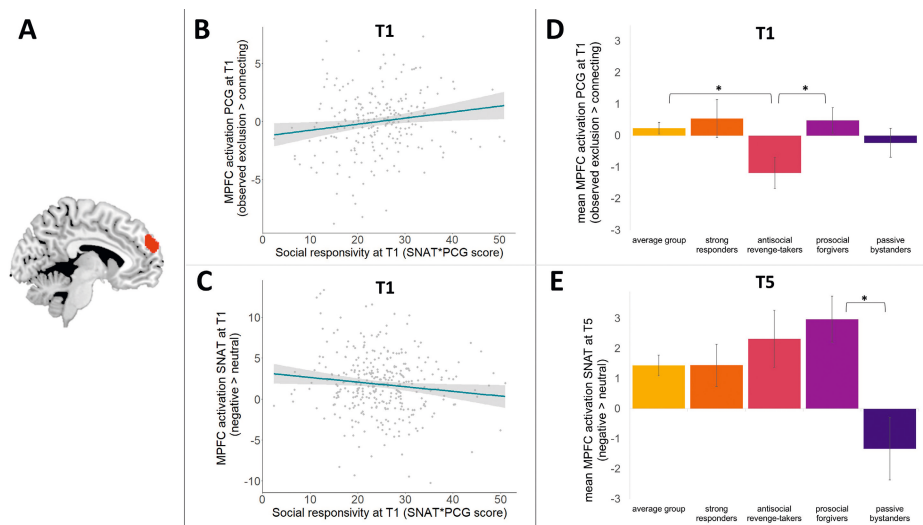 A
B
T1
MPFC activation PCG at T1
(observed exclusion > connecting)
5
0
-5
0
10
20
30
40
50
Social responsivity at T1 (SNAT*PCG score)
C
T1
MPFC activation SNAT at T1
(negative > neutral)
10
5
0
-5
-10
0
10
20
30
40
50
Social responsivity at T1 (SNAT*PCG score)
D
T1
mean MPFC activation PCG at T1
(observed exclusion > connecting)
3
2
1
0
-1
-2
-3
*
*
average group
strong
responders
antisocial
revenge-takers
prosocial
forgivers
passive
bystanders
E
T5
mean MPFC activation SNAT at T5
(negative > neutral)
3
2
1
0
-1
-2
-3
*
average group
strong
responders
antisocial
revenge-takers
prosocial
forgivers
passive
bystanders